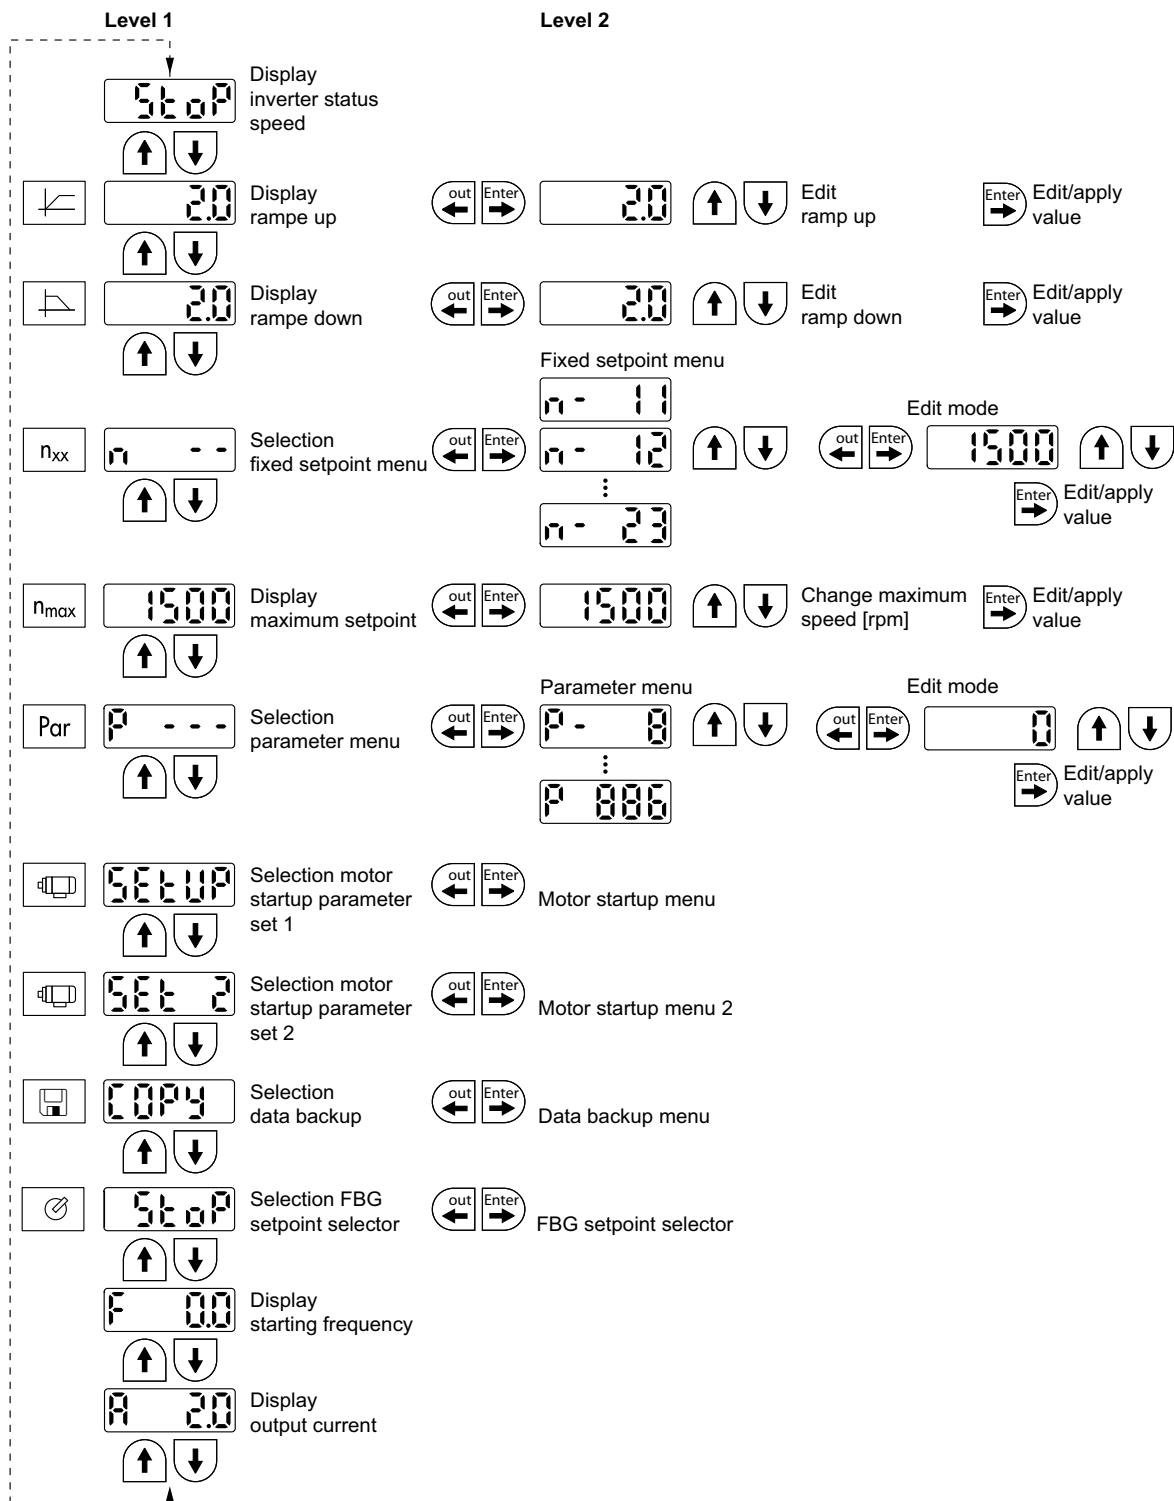 Level 1 Level 2
StoP Display
inverter status
speed
2.0 Display
rampe up out Enter 2.0 Edit
ramp up Enter Edit/apply
value
2.0 Display
rampe down out Enter 2.0 Edit
ramp down Enter Edit/apply
value
Fixed setpoint menu
n- 11
Edit mode
nxx n -- Selection
fixed setpoint menu out Enter n- 12 out Enter 1500
Enter Edit/apply
value
n- 23
nmax 1500 Display
maximum setpoint out Enter 1500 Change maximum
speed [rpm] Enter Edit/apply
value
Parameter menu Edit mode
Par P --- Selection
parameter menu out Enter P- 8 out Enter 0
Enter Edit/apply
value
P 886
SEtUP Selection motor
startup parameter
set 1 out Enter Motor startup menu
SEt 2 Selection motor
startup parameter
set 2 out Enter Motor startup menu 2
COPY Selection
data backup out Enter Data backup menu
StoP Selection FBG
setpoint selector out Enter FBG setpoint selector
F 0.0 Display
starting frequency
A 2.0 Display
output current